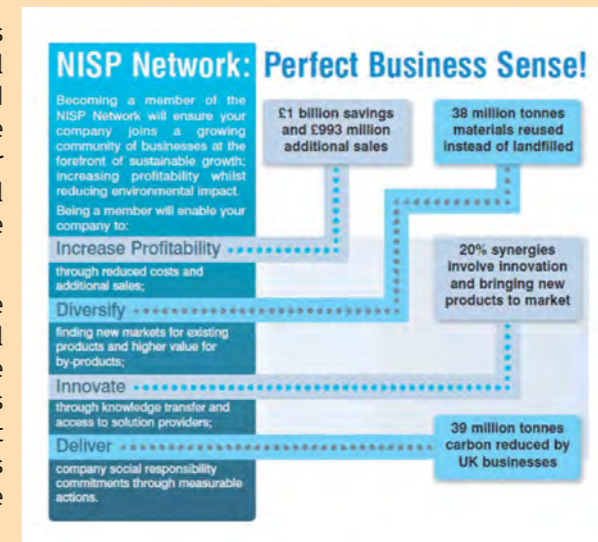 NISP Network: Perfect Business Sense!
Becoming a member of the
NISP Network will ensure your
company joins a growing
community of businesses at the
forefront of sustainable growth;
increasing profitability whilst
reducing environmental impact.
Being a member will enable your
company to:
Increase Profitability
through reduced costs and
additional sales;
Diversify
finding new markets for existing
products and higher value for
by-products;
Innovate
through knowledge transfer and
access to solution providers;
Deliver
company social responsibility
commitments through measurable
actions.
£1 billion savings
and £993 million
additional sales
38 million tonnes
materials reused
instead of landfilled
20% synergies
involve innovation
and bringing new
products to market
39 million tonnes
carbon reduced by
UK businesses